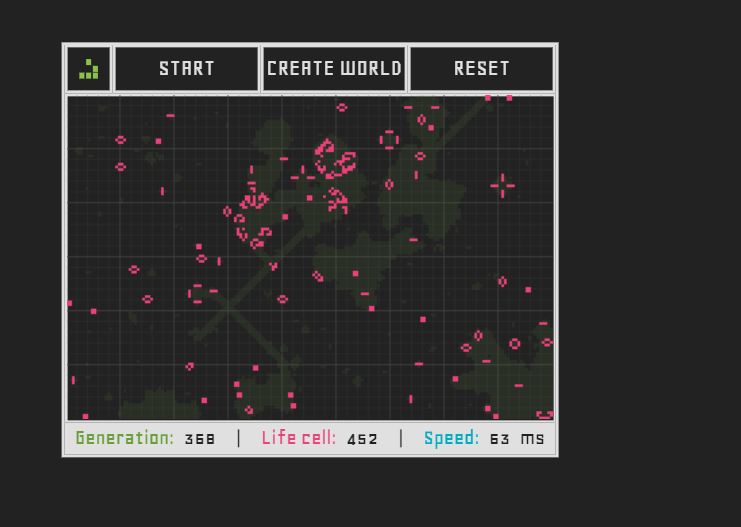 START CREATE WORLD RESET
Generation: 368 | Life cell: 452 | Speed: 63 ms